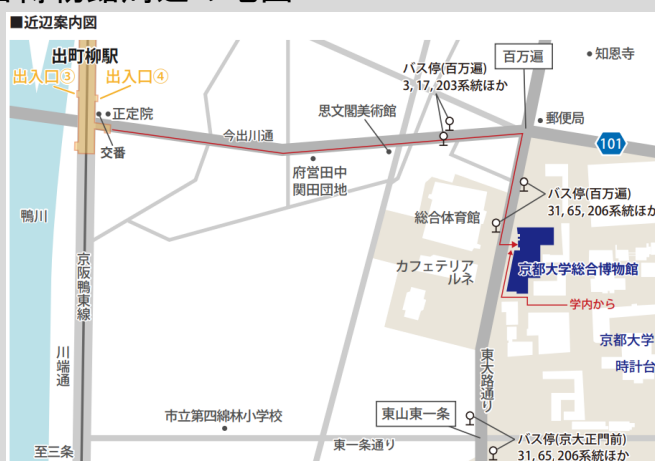 ■近辺案内図
出町柳駅
出入口③
出入口④
正定院
交番
今出川通
思文閣美術館
府営田中
関田団地
バス停(百万遍)
3, 17, 203系統ほか
百万遍
知恩寺
郵便局
101
バス停(百万遍)
31, 65, 206系統ほか
鴨川
総合体育館
カフェテリア
ルネ
京都大学総合博物館
学内から
京阪鴨東線
川端通
京都大学
時計台
東大路通り
市立第四錦林小学校
東山東一条
東一条通り
バス停(京大正門前)
31, 65, 206系統ほか
至三条